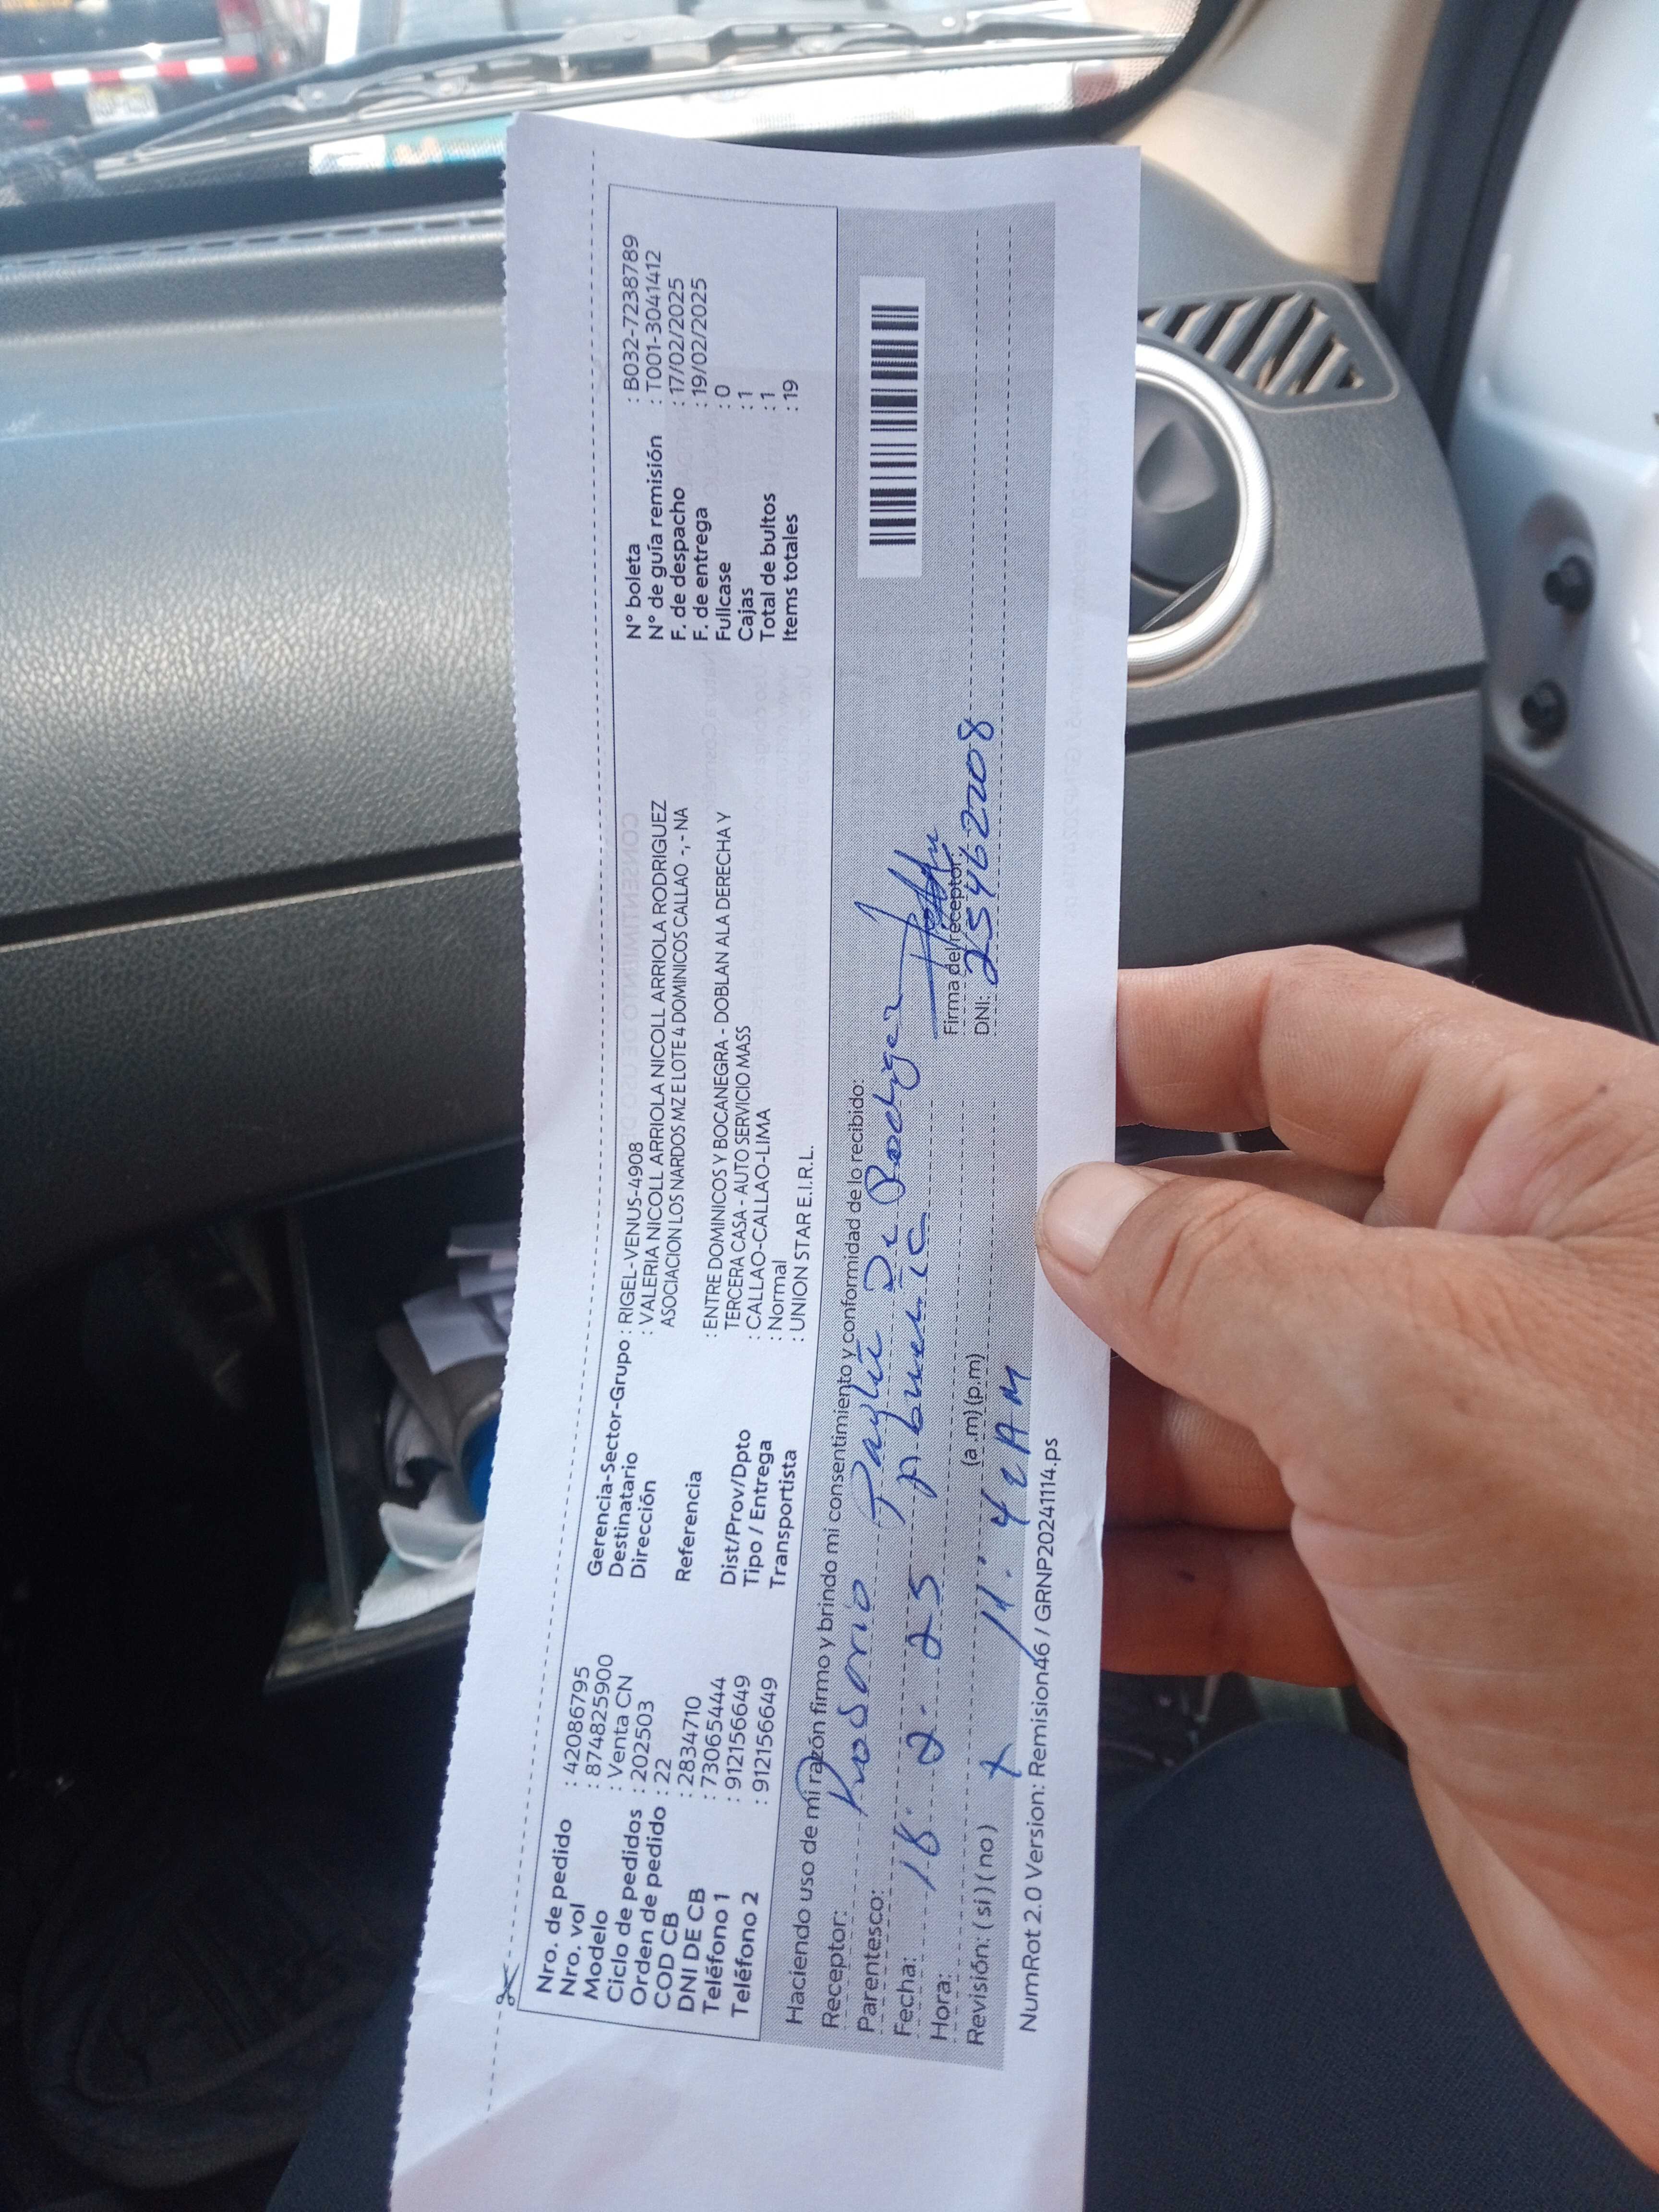 Nro. de pedido : 42086795
Nro. vol : 874825900
Modelo : Venta CN
Ciclo de pedidos : 202503
Orden de pedido : 22
COD CB : 2834710
DNI DE CB : 73065444
Teléfono 1 : 912156649
Teléfono 2 : 912156649
Gerencia-Sector-Grupo : RIGEL-VENUS-4908
Destinatario : VALERIA NICOLL ARRIOLA NICOLL ARRIOLA RODRIGUEZ
Dirección ASOCIACION LOS NARDOS MZ E LOTE 4 DOMINICOS CALLAO -, - NA
Referencia : ENTRE DOMINICOS Y BOCANEGRA - DOBLAN ALA DERECHA Y
TERCERA CASA - AUTO SERVICIO MASS
Dist/Prov/Dpto : CALLAO-CALLAO-LIMA
Tipo / Entrega : Normal
Transportista : UNION STAR E.I.R.L.
N° boleta : B032-7238789
N° de guía remisión : T001-3041412
F. de despacho : 17/02/2025
F. de entrega : 19/02/2025
Fullcase : 0
Cajas : 1
Total de bultos : 1
Items totales : 19
Haciendo uso de mi razón firmo y brindo mi consentimiento y conformidad de lo recibido:
Receptor: Rosario De Rodrigez
Parentesco:
Fecha: 18. 2. 25
Hora: (a .m) (p.m)
11. 42 AM
Revisión: ( si ) ( no )
Firma del receptor:
DNI: 25462208
NumRot 2.0 Version: Remision46 / GRNP20241114.ps